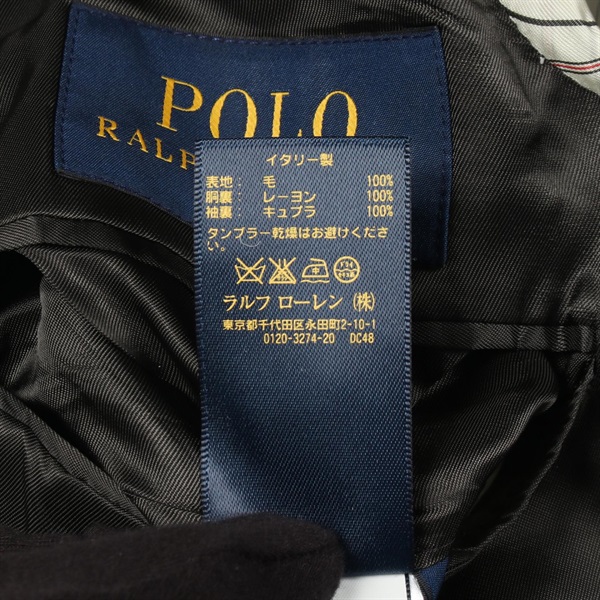 POLO
RALPH
イタリー製
表地: 毛 100%
胴裏: レーヨン 100%
袖裏: キュプラ 100%
タンブラー乾燥はお避けくださ
い。
ラルフ ローレン (株)
東京都千代田区永田町2-10-1
0120-3274-20 DC48